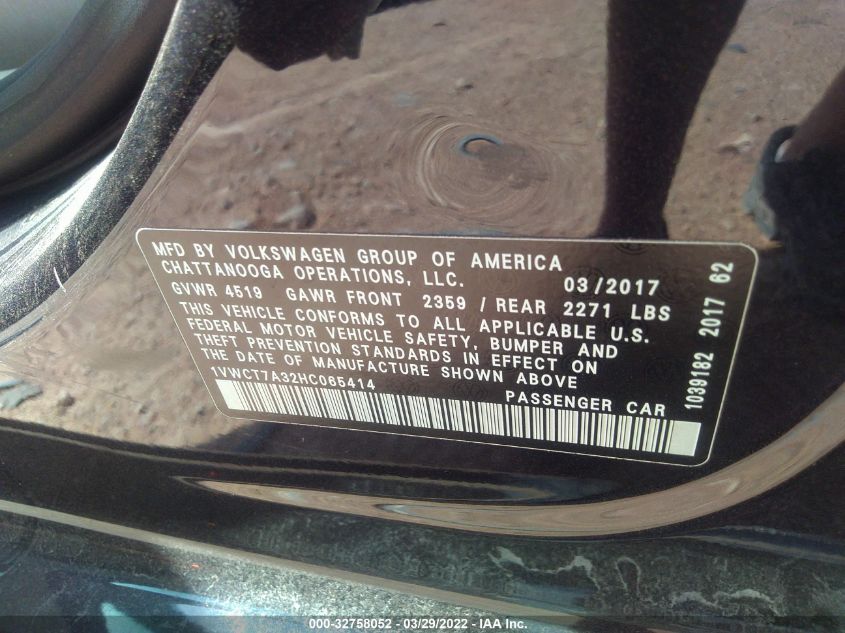 MFD BY VOLKSWAGEN GROUP OF AMERICA
CHATTANOOGA OPERATIONS, LLC. 03/2017
GVWR 4519 GAWR FRONT 2359 / REAR 2271 LBS
THIS VEHICLE CONFORMS TO ALL APPLICABLE U.S.
FEDERAL MOTOR VEHICLE SAFETY, BUMPER AND
THEFT PREVENTION STANDARDS IN EFFECT ON
THE DATE OF MANUFACTURE SHOWN ABOVE
1VWCT7A32HC065414 PASSENGER CAR
1039182 2017 62
000-32758052 - 03/29/2022 - IAA Inc.